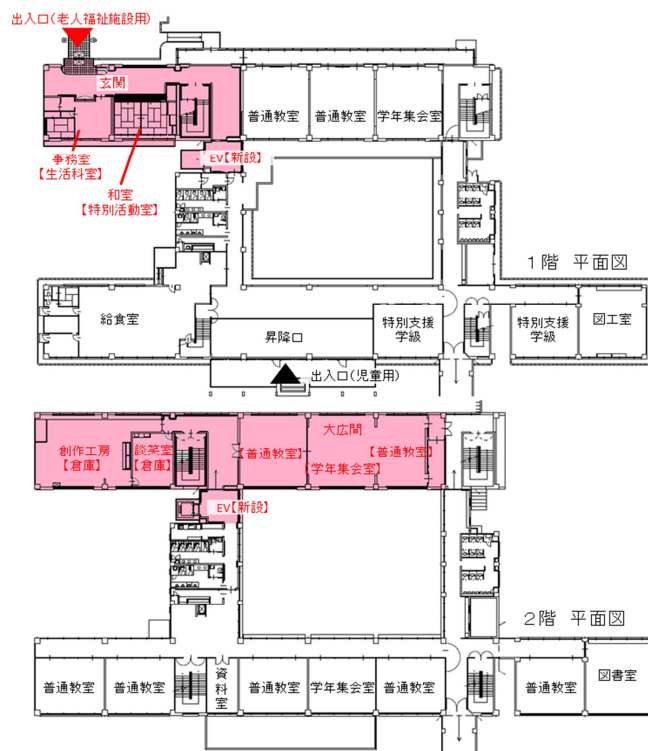 出入口(老人福祉施設用)
玄関
普通教室
普通教室
学年集会室
事務室
【生活科室】
和室
【特別活動室】
EV【新設】
1階 平面図
給食室
昇降口
特別支援
学級
特別支援
学級
図工室
出入口(児童用)
創作工房
【倉庫】
談笑室
【倉庫】
大広間
【普通教室】
【学年集会室】
【普通教室】
EV【新設】
2階 平面図
普通教室
普通教室
資料室
普通教室
学年集会室
普通教室
普通教室
図書室